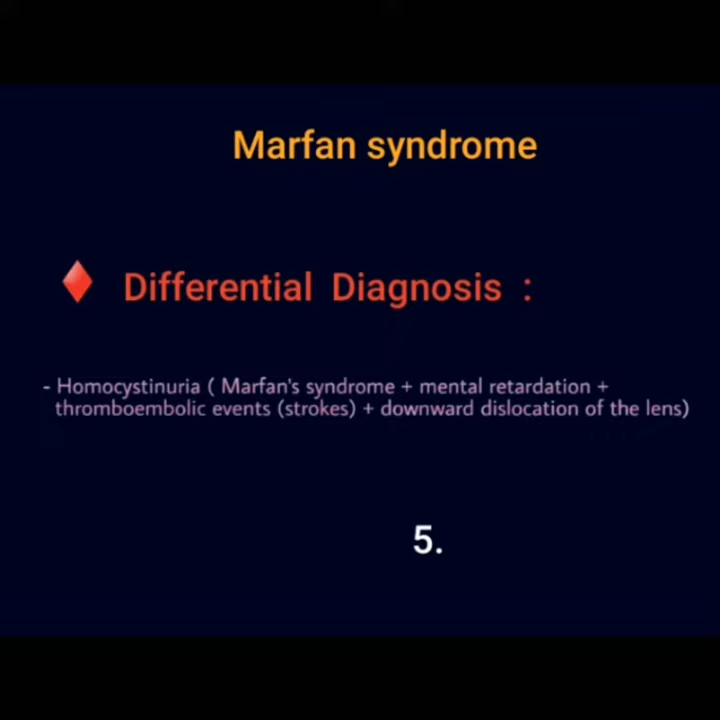 Marfan syndrome
Differential Diagnosis :
- Homocystinuria ( Marfan's syndrome + mental retardation +
thromboembolic events (strokes) + downward dislocation of the lens)
5.